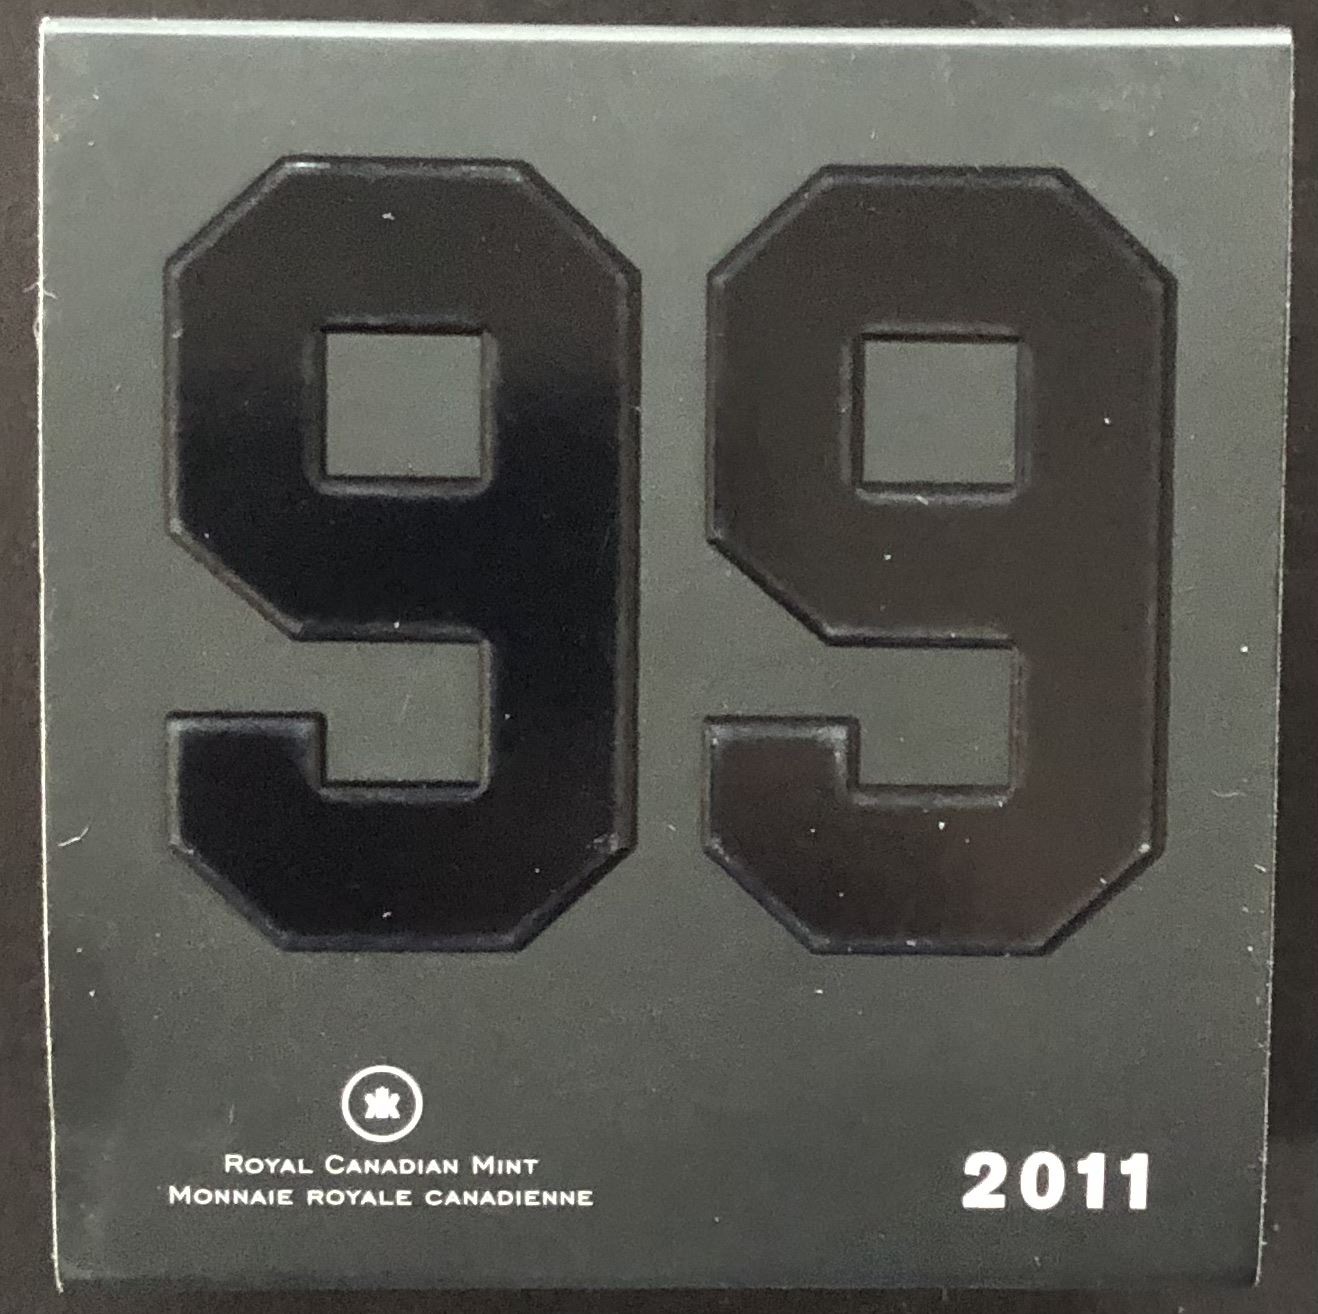 99
Royal Canadian Mint
Monnaie royale canadienne
2011